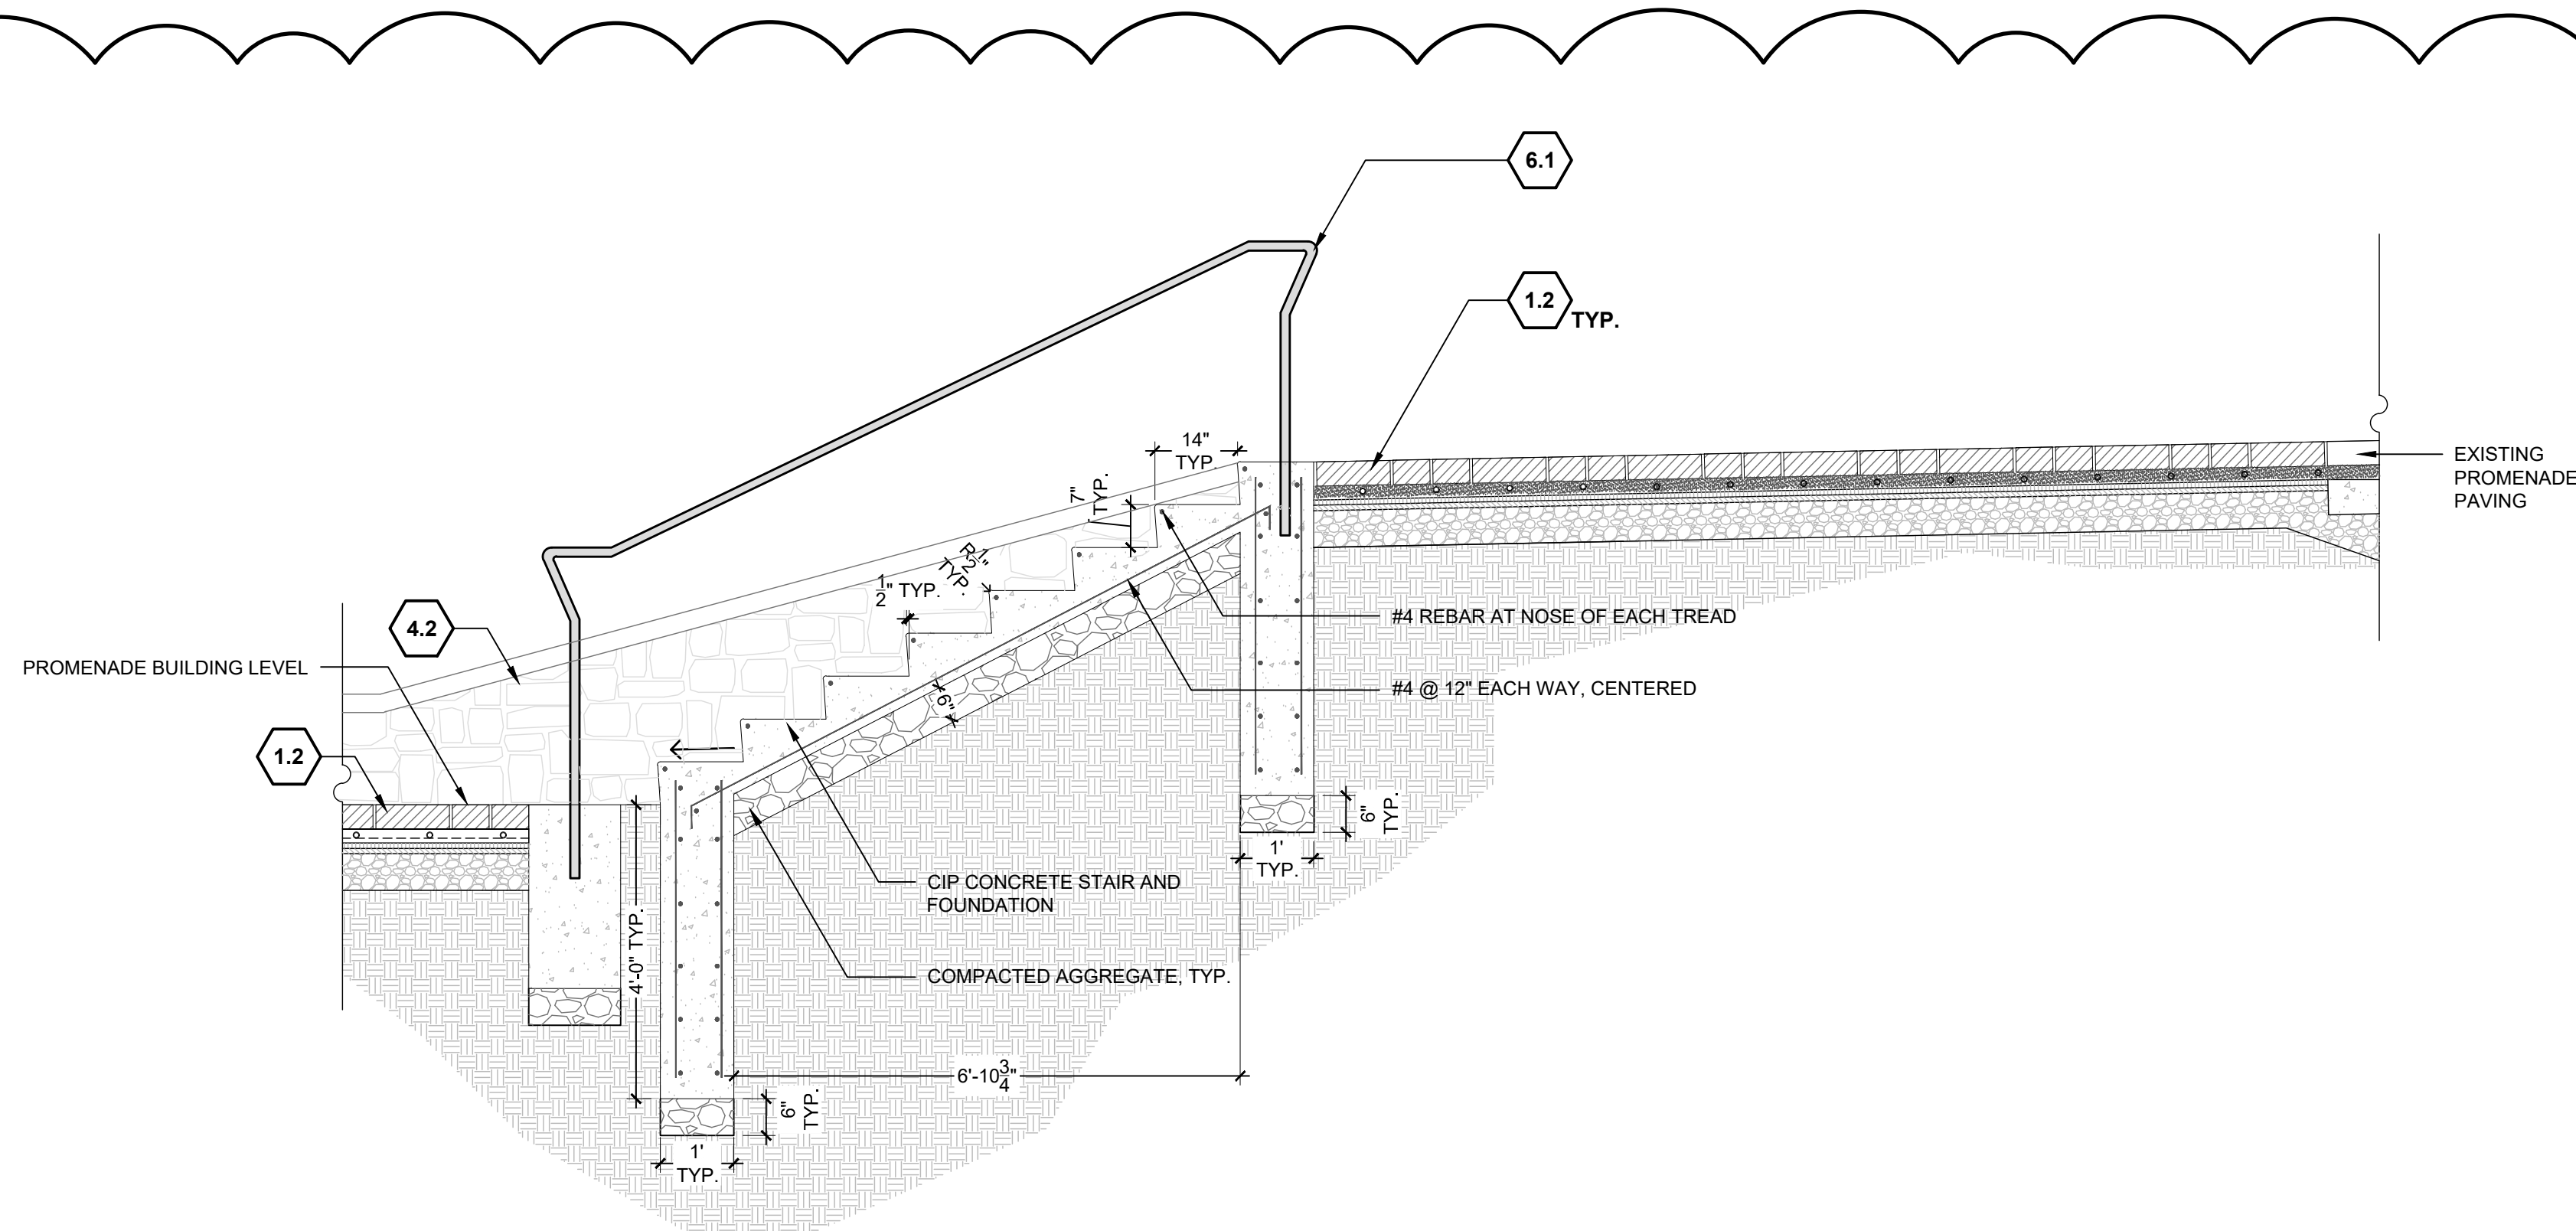 6.1
1.2
TYP.
14"
TYP.
7"
TYP.
EXISTING
PROMENADE
PAVING
R1/2"
TYP.
1/2" TYP.
#4 REBAR AT NOSE OF EACH TREAD
4.2
PROMENADE BUILDING LEVEL
#4 @ 12" EACH WAY, CENTERED
6"
1.2
6"
TYP.
1'
TYP.
CIP CONCRETE STAIR AND
FOUNDATION
4'-0" TYP.
COMPACTED AGGREGATE, TYP.
6'-10 3/4"
6"
TYP.
1'
TYP.